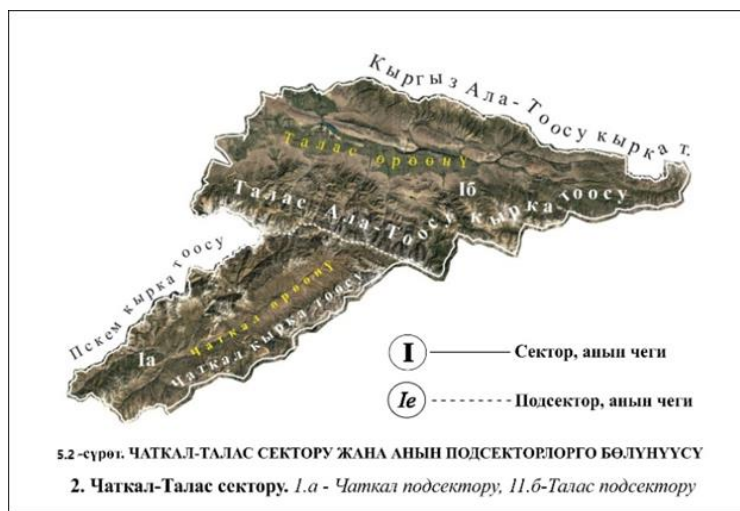 Кыргыз Ала-Тоосу кырка т.
Талас өрөөнү
Iб
Талас Ала-Тоосу кырка тоосу
Пскем кырка тоосу
Чаткал өрөөнү
Iа
Чаткал кырка тоосу
I Сектор, анын чеги
Ie Подсектор, анын чеги
5.2 -сүрөт. ЧАТКАЛ-ТАЛАС СЕКТОРУ ЖАНА АНЫН ПОДСЕКТОРЛОРГО БӨЛҮНҮҮСҮ
2. Чаткал-Талас сектору. 1.а - Чаткал подсектору, 11.б-Талас подсектору